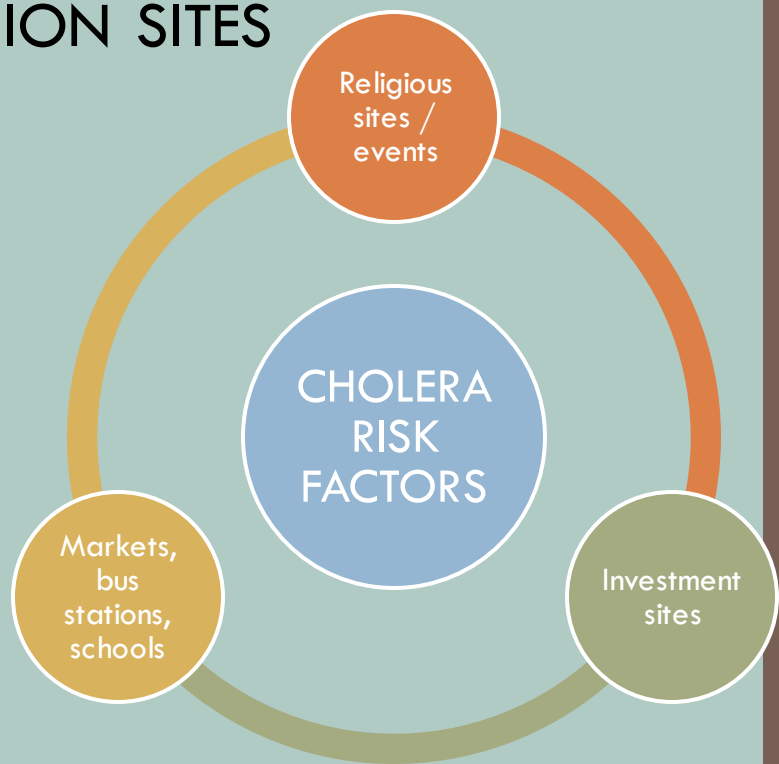 ION SITES
Religious
sites /
events
CHOLERA
RISK
FACTORS
Markets,
bus
stations,
schools
Investment
sites